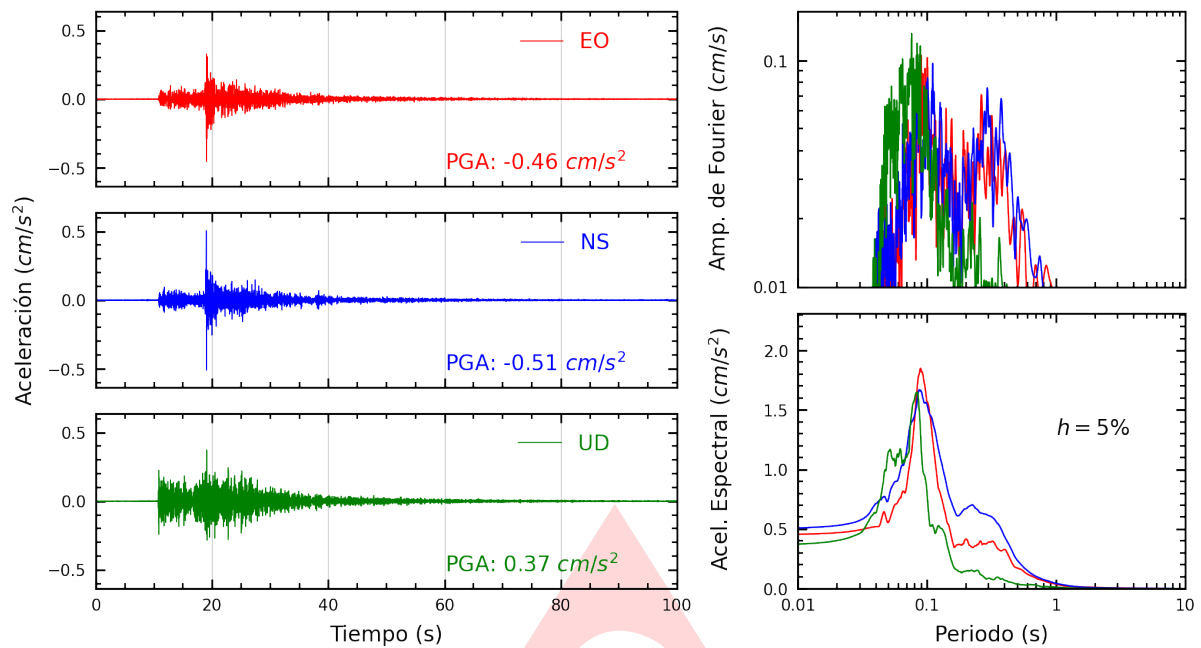 Aceleración (cm/s²)
0.5
0.0
−0.5
EO
PGA: -0.46 cm/s²
0.5
0.0
−0.5
NS
PGA: -0.51 cm/s²
0.5
0.0
−0.5
UD
PGA: 0.37 cm/s²
0 20 40 60 80 100
Tiempo (s)
Amp. de Fourier (cm/s)
0.1
0.01
Acel. Espectral (cm/s²)
2.0
1.5
1.0
0.5
0.0
h = 5%
0.01 0.1 1 10
Periodo (s)